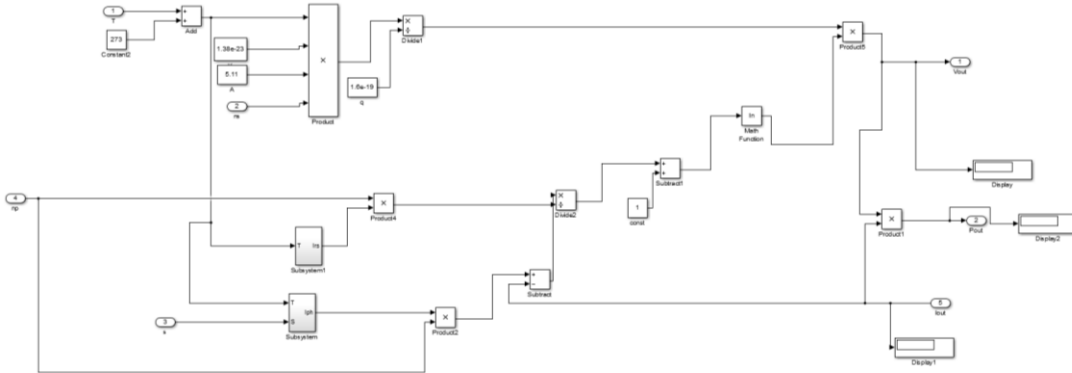 1
T
Add
273
Constant2
1.38e-23
5.11
A
2
ns
Product
Divide1
1.6e-19
q
Product5
1
Vout
ln
Math
Function
Subtract1
1
const
Divide2
Display
4
np
Product4
T
Irs
Subsystem1
Product1
2
Pout
Display2
Subtract
T
S
Iph
Subsystem
3
s
Product2
5
Iout
Display1